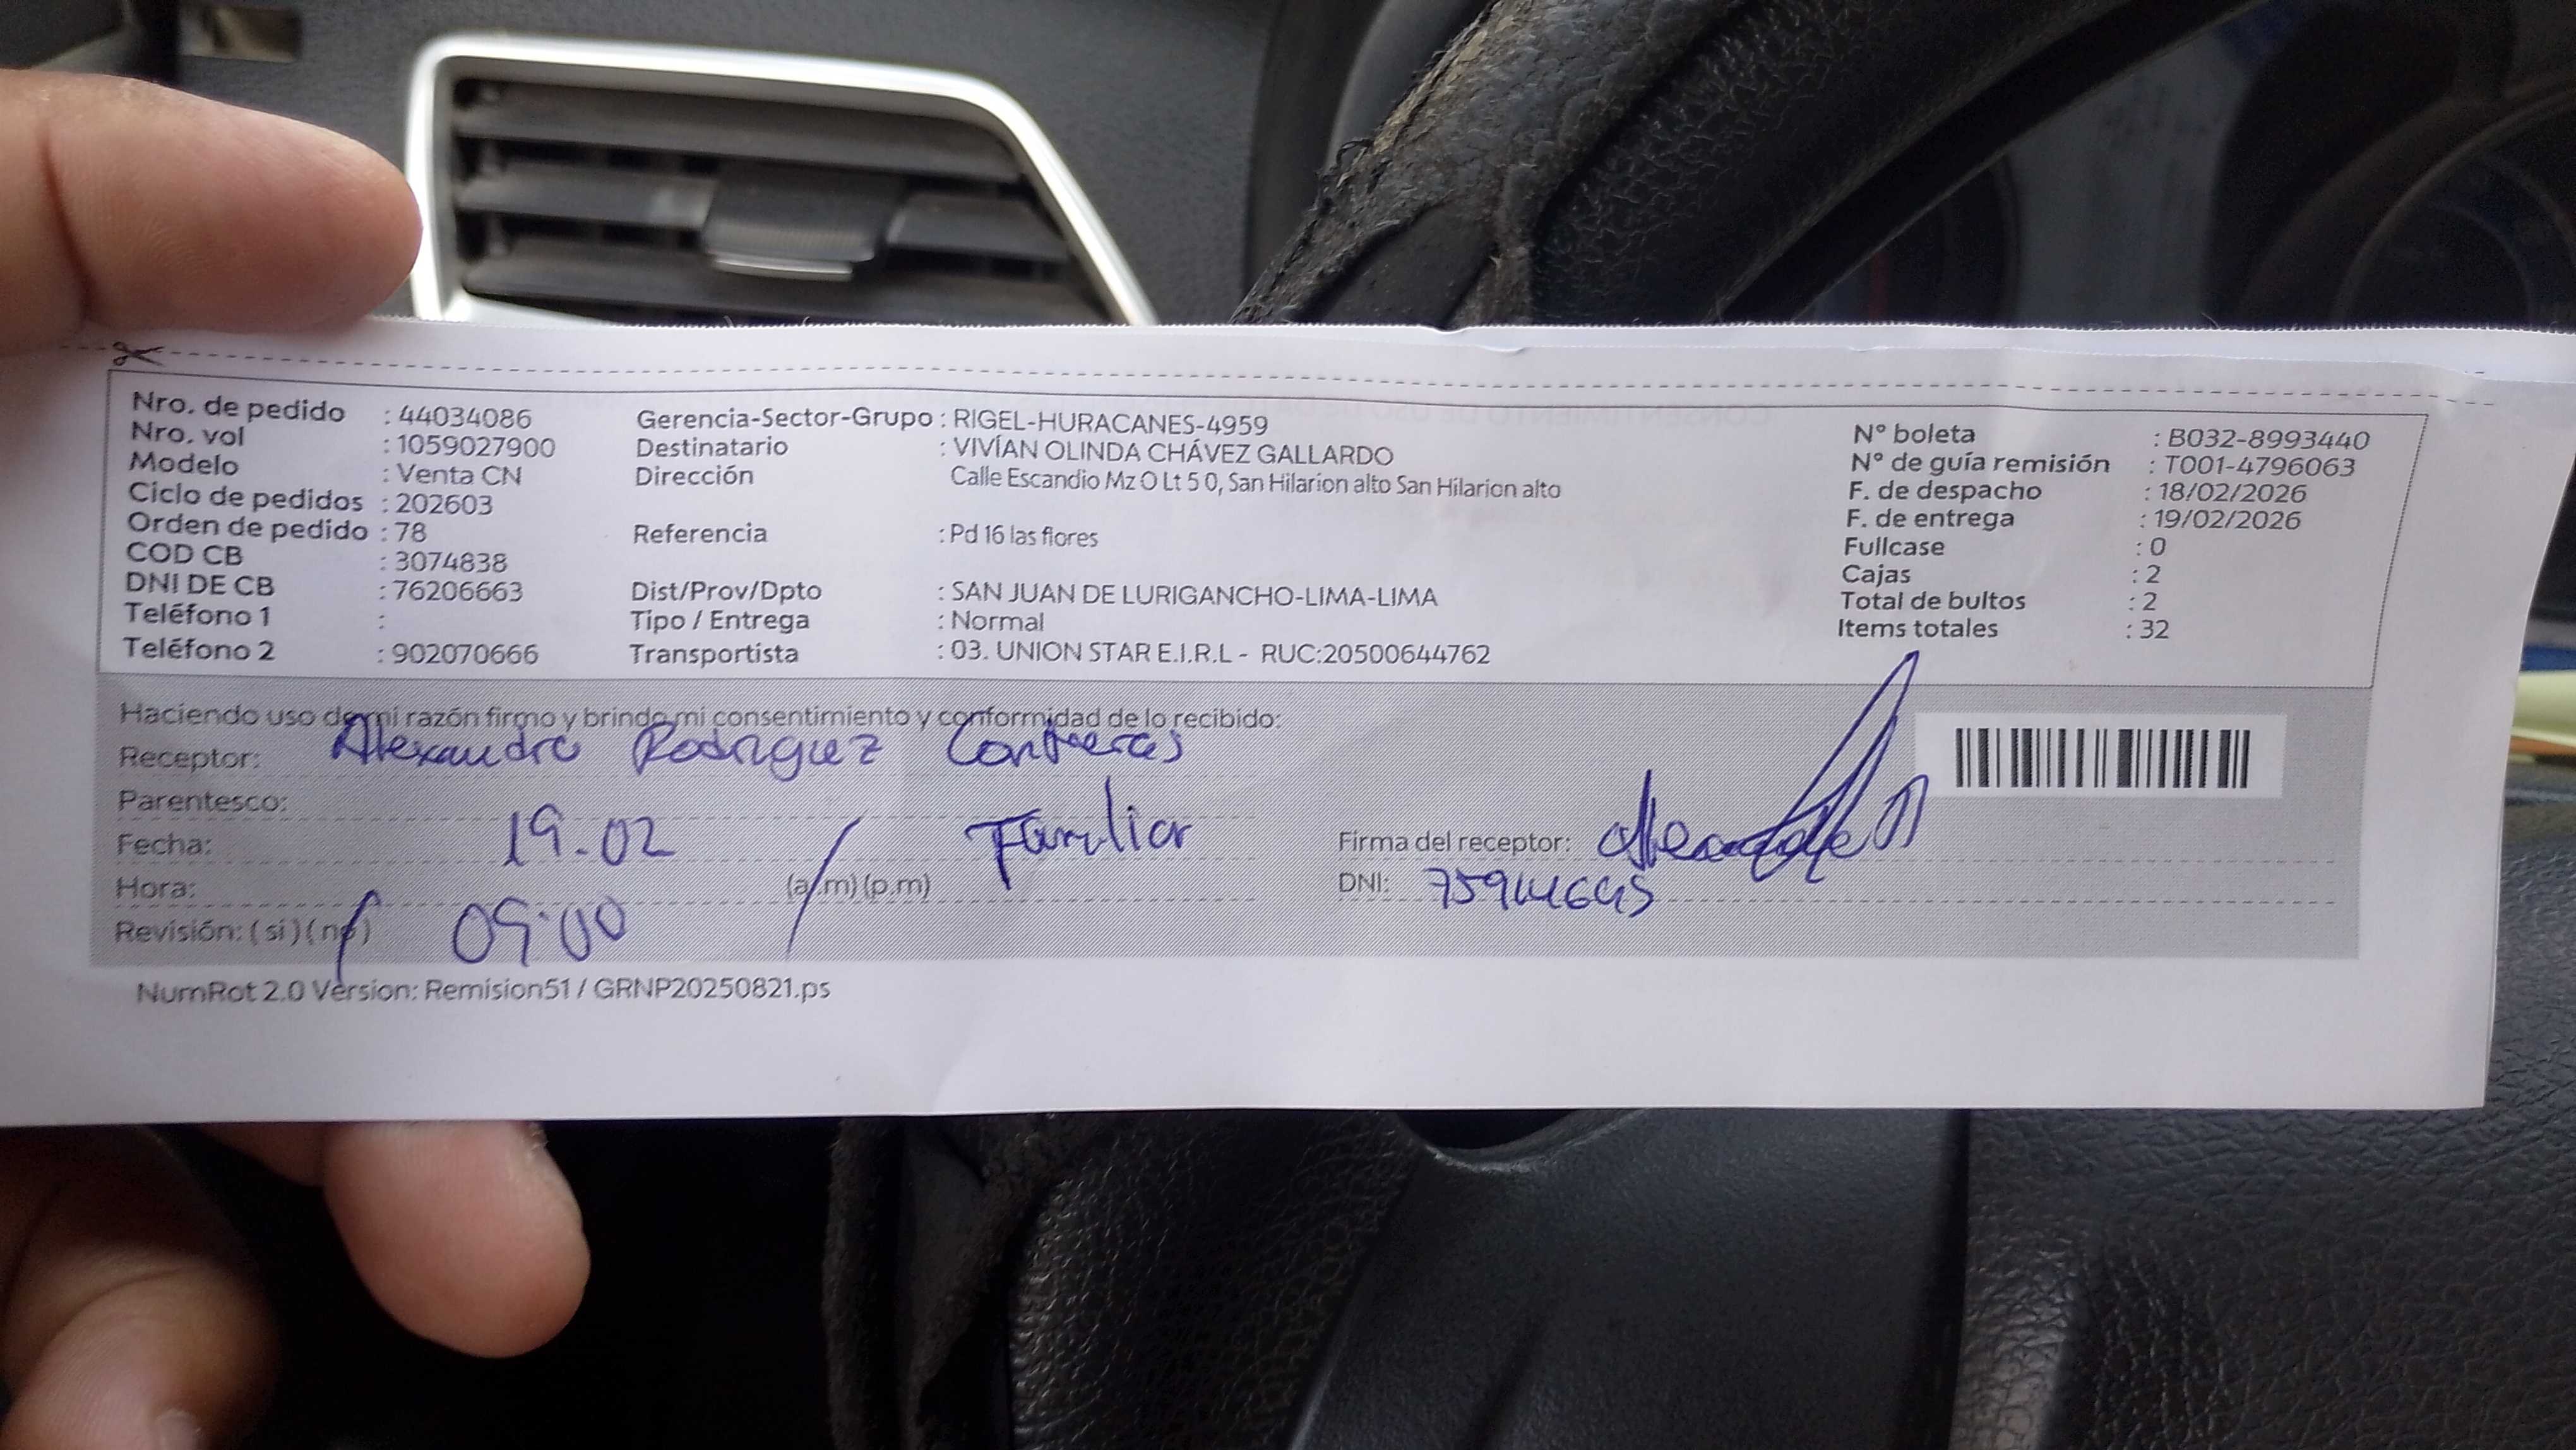 Nro. de pedido : 44034086
Nro. vol : 1059027900
Modelo : Venta CN
Ciclo de pedidos : 202603
Orden de pedido : 78
COD CB : 3074838
DNI DE CB : 76206663
Teléfono 1 :
Teléfono 2 : 902070666
Gerencia-Sector-Grupo : RIGEL-HURACANES-4959
Destinatario : VIVÍAN OLINDA CHÁVEZ GALLARDO
Dirección Calle Escandio Mz O Lt 5 0, San Hilarion alto San Hilarion alto
Referencia : Pd 16 las flores
Dist/Prov/Dpto : SAN JUAN DE LURIGANCHO-LIMA-LIMA
Tipo / Entrega : Normal
Transportista : 03. UNION STAR E.I.R.L - RUC:20500644762
N° boleta : B032-8993440
N° de guía remisión : T001-4796063
F. de despacho : 18/02/2026
F. de entrega : 19/02/2026
Fullcase : 0
Cajas : 2
Total de bultos : 2
Items totales : 32
Haciendo uso de mi razón firmo y brindo mi consentimiento y conformidad de lo recibido:
Receptor: Alexandra Rodriguez Contreras
Parentesco: Familiar
Fecha: 19-02
Hora: 09:00 (a.m) (p.m)
Revisión: ( si ) ( no )
Firma del receptor:
DNI:
NumRot 2.0 Version: Remision51 / GRNP20250821.ps